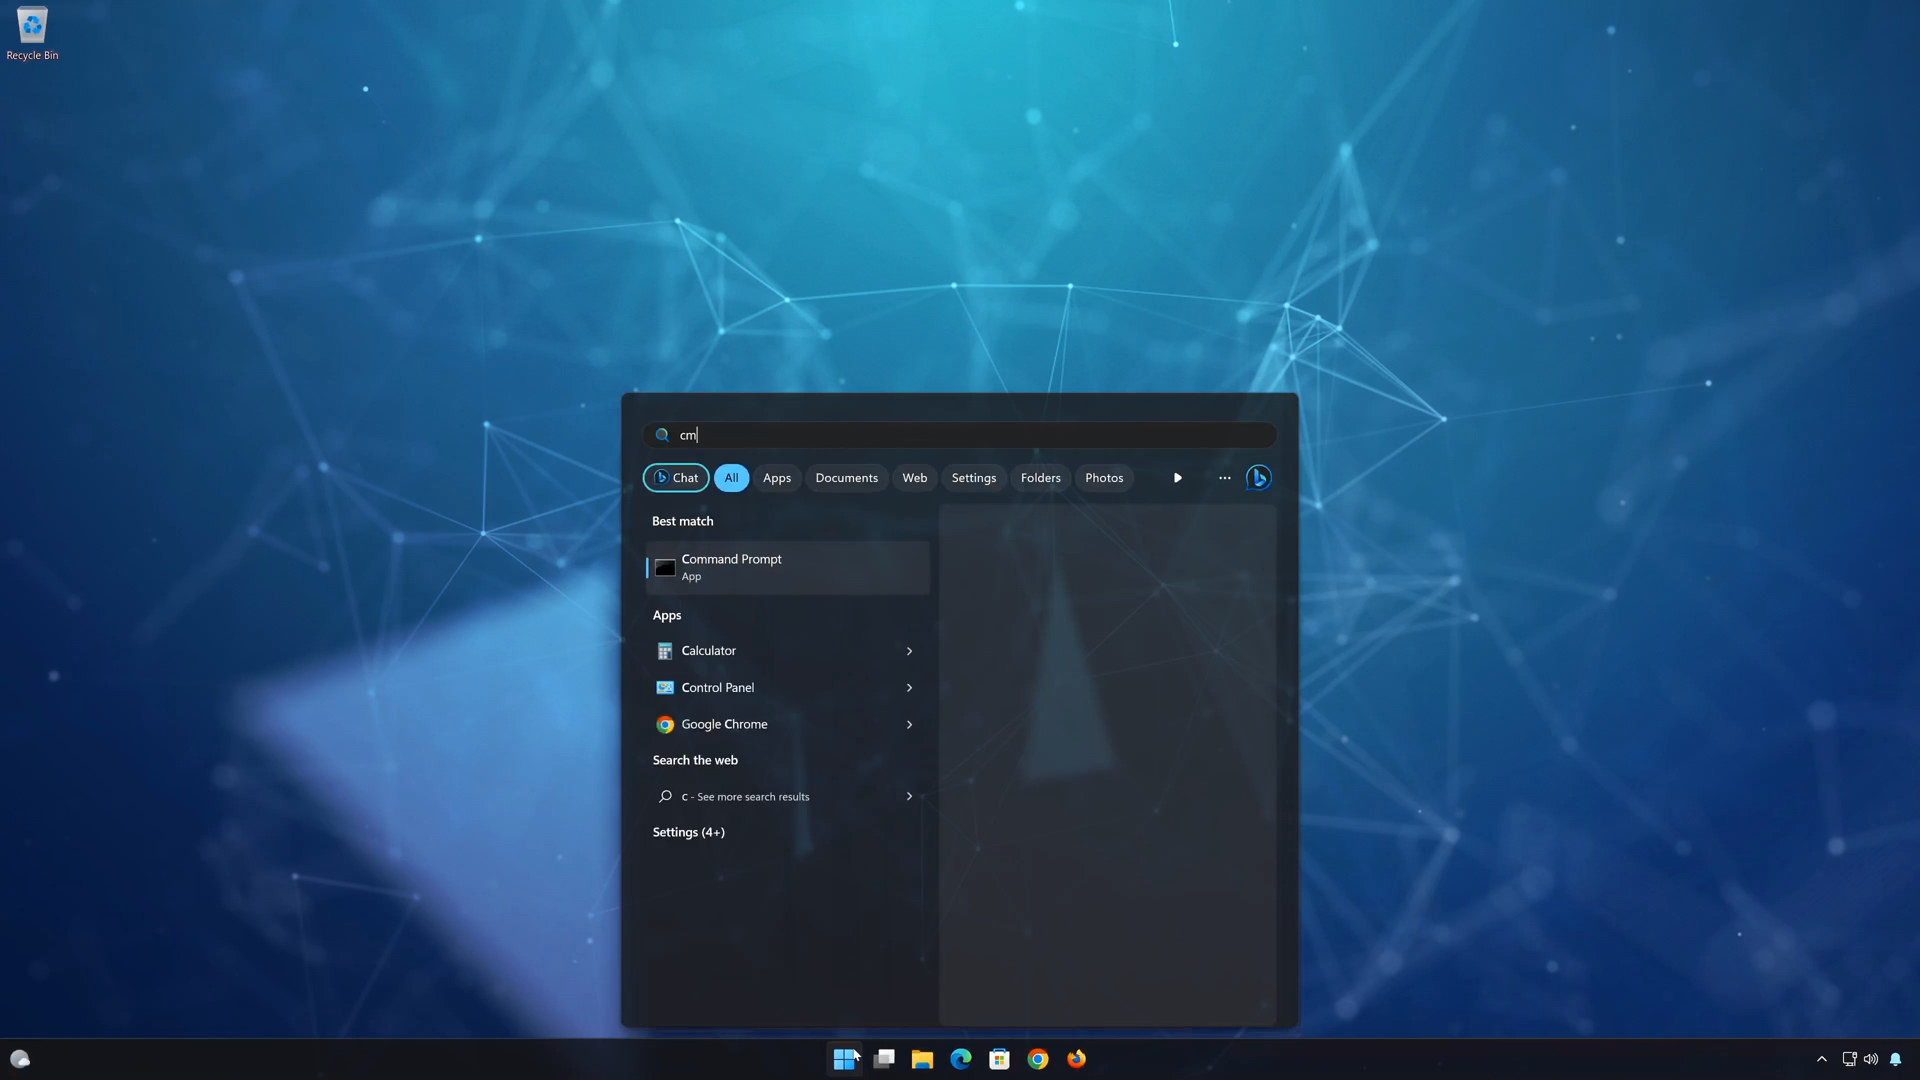 Recycle Bin
cm
Chat All Apps Documents Web Settings Folders Photos
Best match
Command Prompt
App
Apps
Calculator
Control Panel
Google Chrome
Search the web
c - See more search results
Settings (4+)